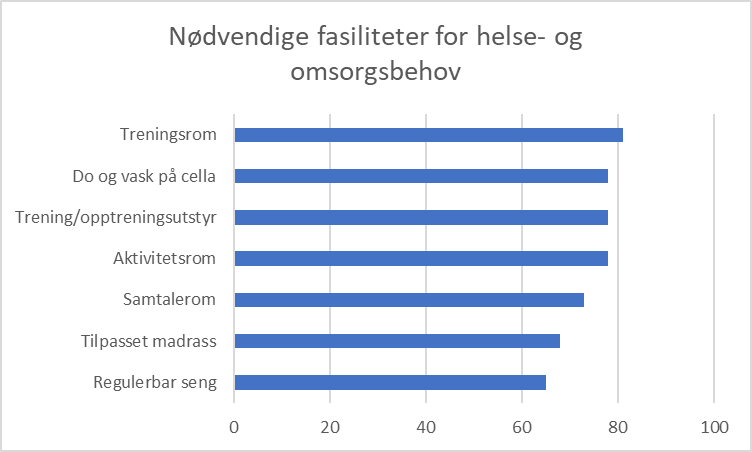 Nødvendige fasiliteter for helse- og
omsorgsbehov
Treningsrom
Do og vask på cella
Trening/opptreningsutstyr
Aktivitetsrom
Samtalerom
Tilpasset madrass
Regulerbar seng
0 20 40 60 80 100